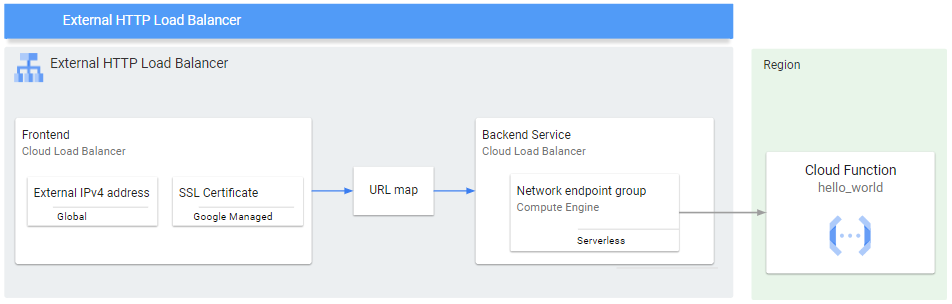 External HTTP Load Balancer
External HTTP Load Balancer
Region
Frontend
Cloud Load Balancer
External IPv4 address
Global
SSL Certificate
Google Managed
URL map
Backend Service
Cloud Load Balancer
Network endpoint group
Compute Engine
Serverless
Cloud Function
hello_world